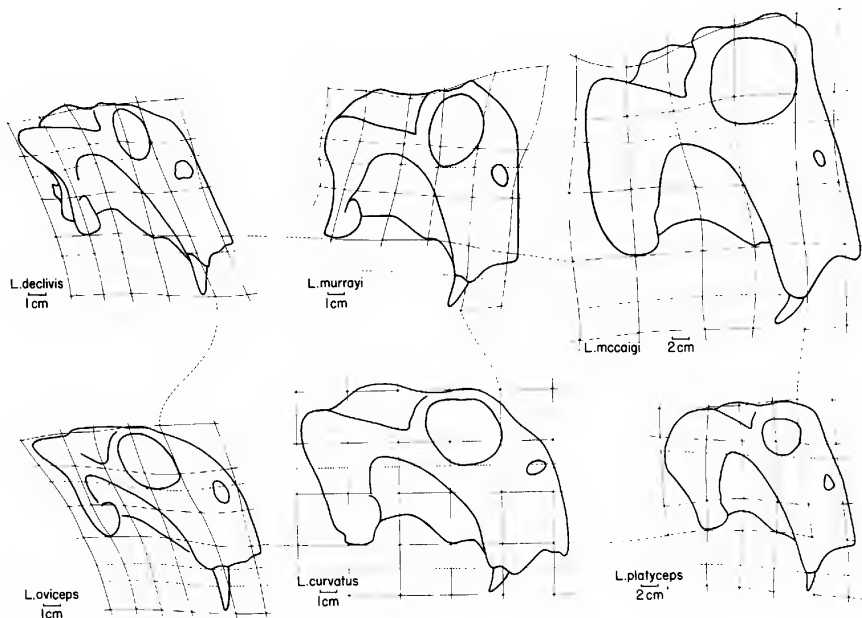 L. declivis
1cm
L. murrayi
1cm
L. mccaigi 2cm
L. oviceps
1cm
L. curvatus
1cm
L. platyceps
2cm